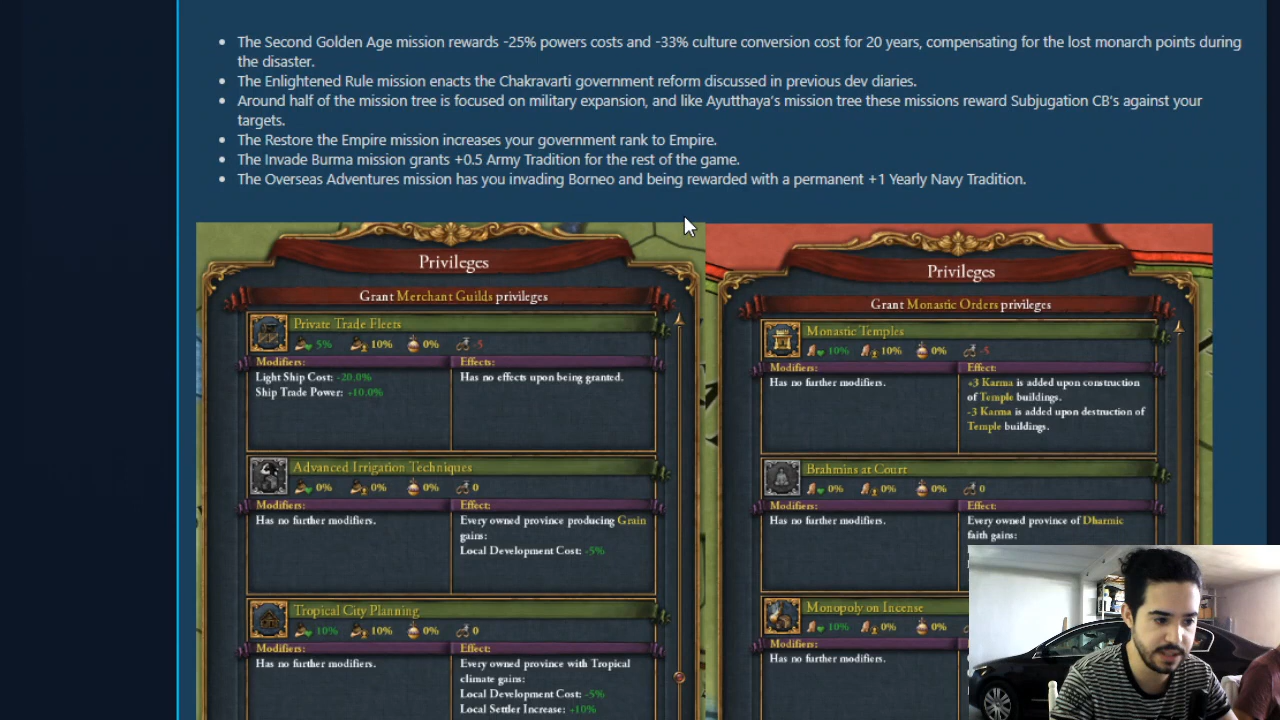 The Second Golden Age mission rewards -25% powers costs and -33% culture conversion cost for 20 years, compensating for the lost monarch points during
the disaster.
The Enlightened Rule mission enacts the Chakravarti government reform discussed in previous dev diaries.
Around half of the mission tree is focused on military expansion, and like Ayutthaya's mission tree these missions reward Subjugation CB's against your
targets.
The Restore the Empire mission increases your government rank to Empire.
The Invade Burma mission grants +0.5 Army Tradition for the rest of the game.
The Overseas Adventures mission has you invading Borneo and being rewarded with a permanent +1 Yearly Navy Tradition.
Privileges
Grant Merchant Guilds privileges
Private Trade Fleets
5% 10% 0% -5
Modifiers: Effects:
Light Ship Cost: -20.0% Has no effects upon being granted.
Ship Trade Power: +10.0%
Advanced Irrigation Techniques
0% 0% 0% 0
Modifiers: Effect:
Has no further modifiers. Every owned province producing Grain
gains:
Local Development Cost: -5%
Tropical City Planning
10% 10% 0% 0
Modifiers: Effect:
Has no further modifiers. Every owned province with Tropical
climate gains:
Local Development Cost: -5%
Local Settler Increase: +10%
Privileges
Grant Monastic Orders privileges
Monastic Temples
10% 10% 0% -5
Modifiers: Effect:
Has no further modifiers. +3 Karma is added upon construction
of Temple buildings.
-3 Karma is added upon destruction of
Temple buildings.
Brahmins at Court
0% 0% 0% 0
Modifiers: Effect:
Has no further modifiers. Every owned province of Dharmic
faith gains:
Monopoly on Incense
10% 0% 0%
Modifiers:
Has no further modifiers.